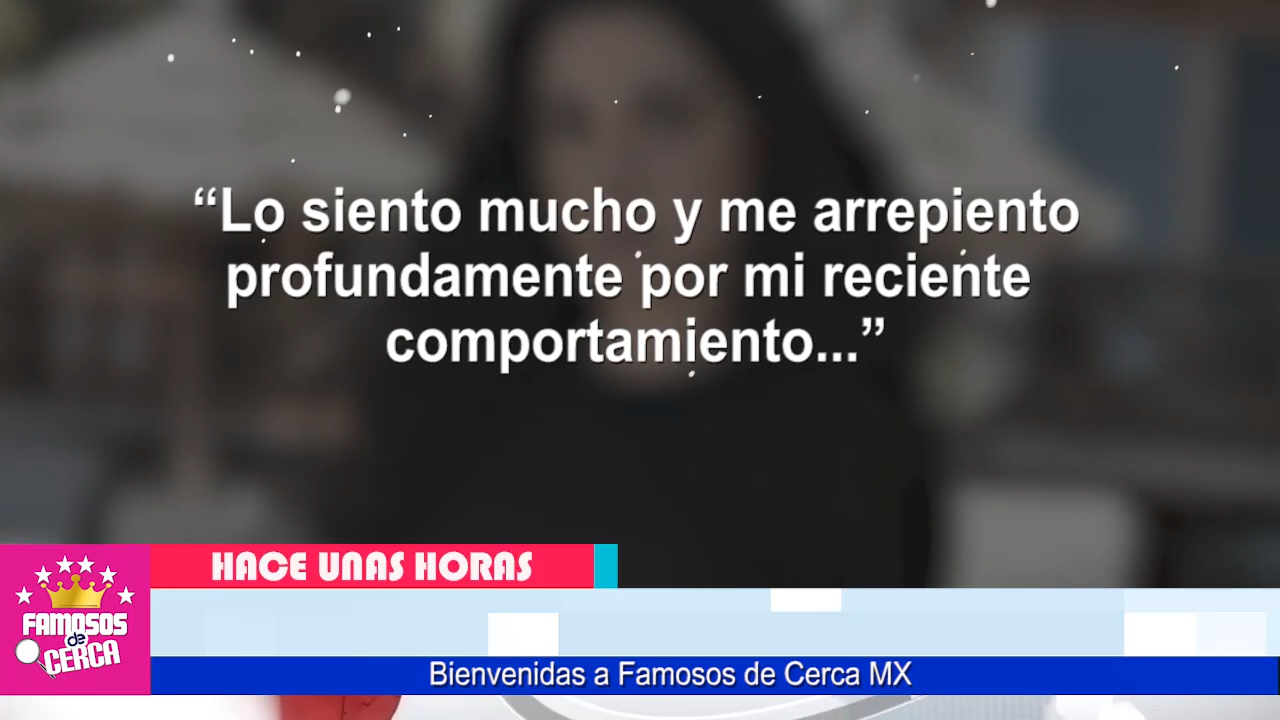 “Lo siento mucho y me arrepiento
profundamente por mi reciente
comportamiento...”
HACE UNAS HORAS
FAMOSOS
de
CERCA
Bienvenidas a Famosos de Cerca MX